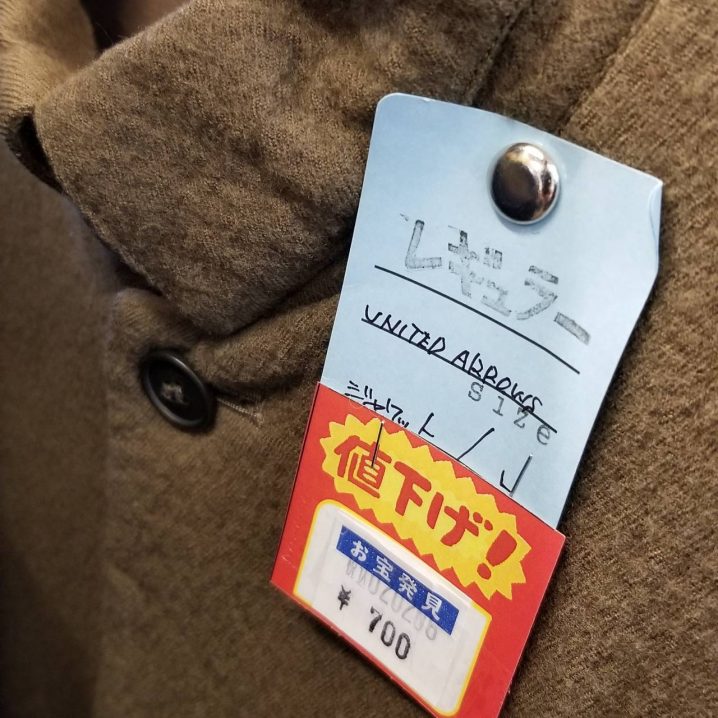 レギュラー
UNITED ARROWS
size
ジャケット /
値下げ!
お宝発見
¥ 700